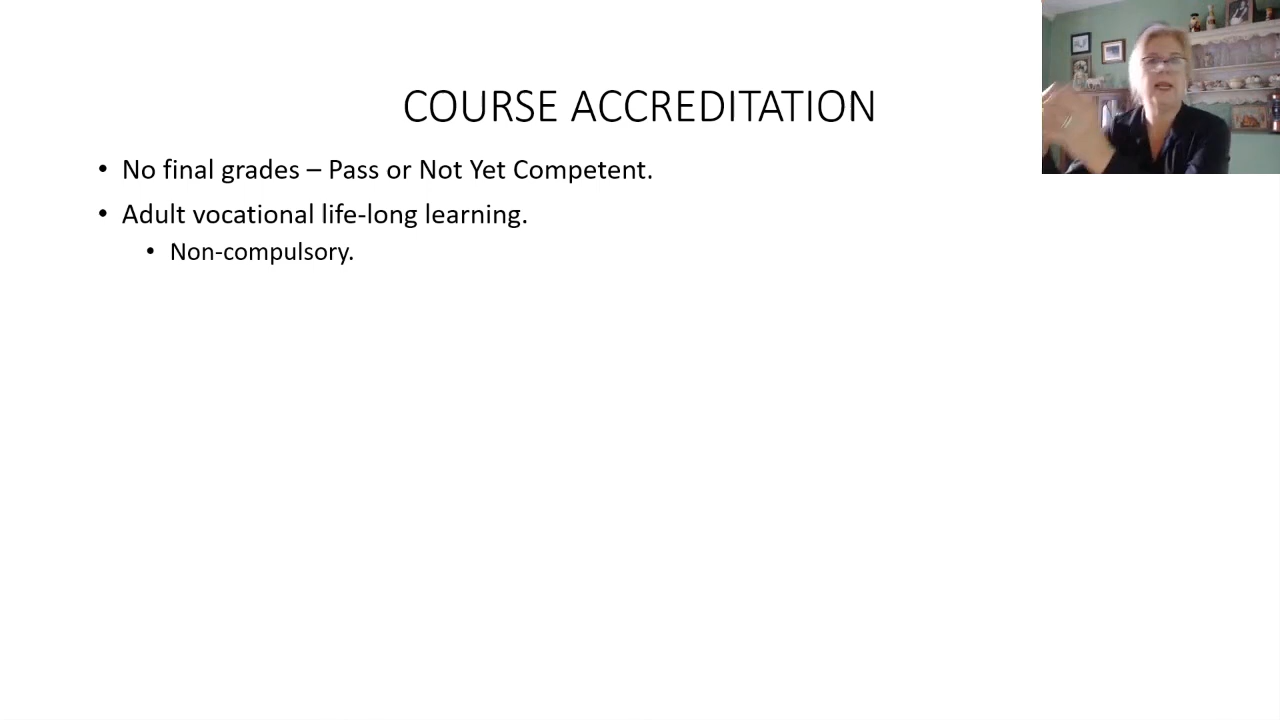 COURSE ACCREDITATION
• No final grades – Pass or Not Yet Competent.
• Adult vocational life-long learning.
• Non-compulsory.